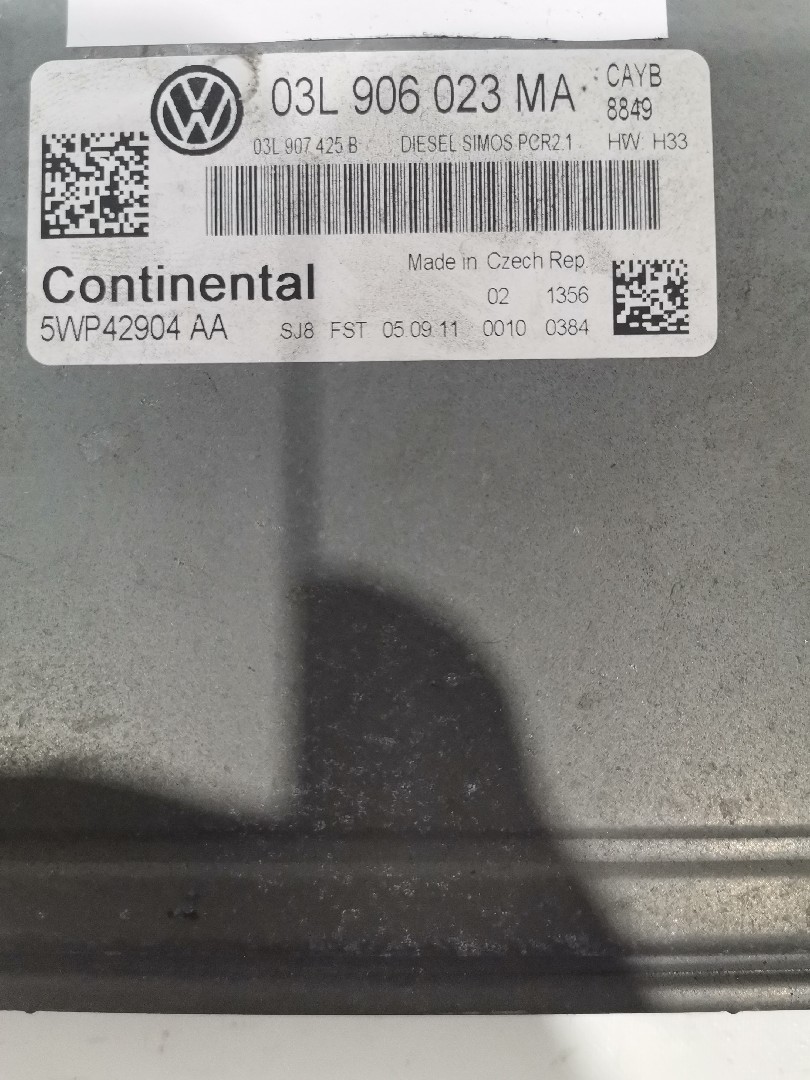 03L 906 023 MA CAYB
8849
03L 907 425 B DIESEL SIMOS PCR2.1 HW: H33
Continental
Made in Czech Rep.
02 1356
5WP42904 AA SJ8 FST 05.09.11 0010 0384